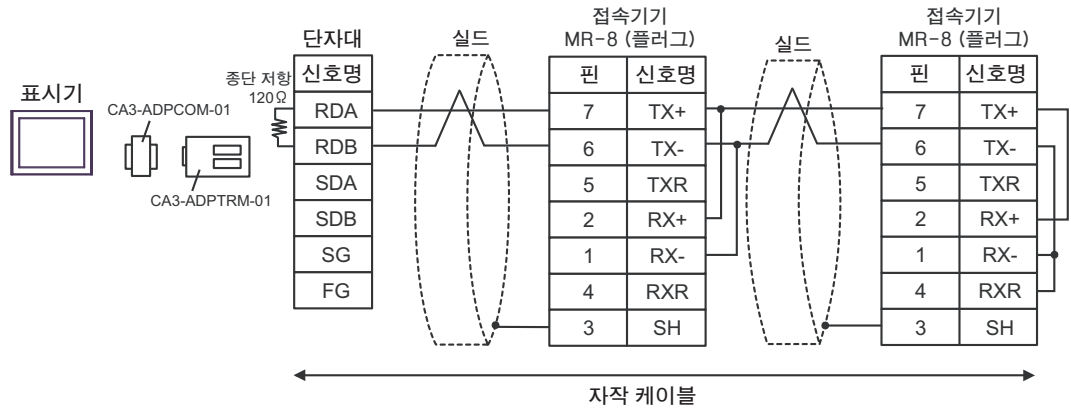 접속기기
MR-8 (플러그)
접속기기
MR-8 (플러그)
단자대
실드
실드
신호명
핀 신호명
핀 신호명
표시기
종단 저항
120Ω
CA3-ADPCOM-01
CA3-ADPTRM-01
RDA
RDB
SDA
SDB
SG
FG
7 TX+
6 TX-
5 TXR
2 RX+
1 RX-
4 RXR
3 SH
7 TX+
6 TX-
5 TXR
2 RX+
1 RX-
4 RXR
3 SH
자작 케이블